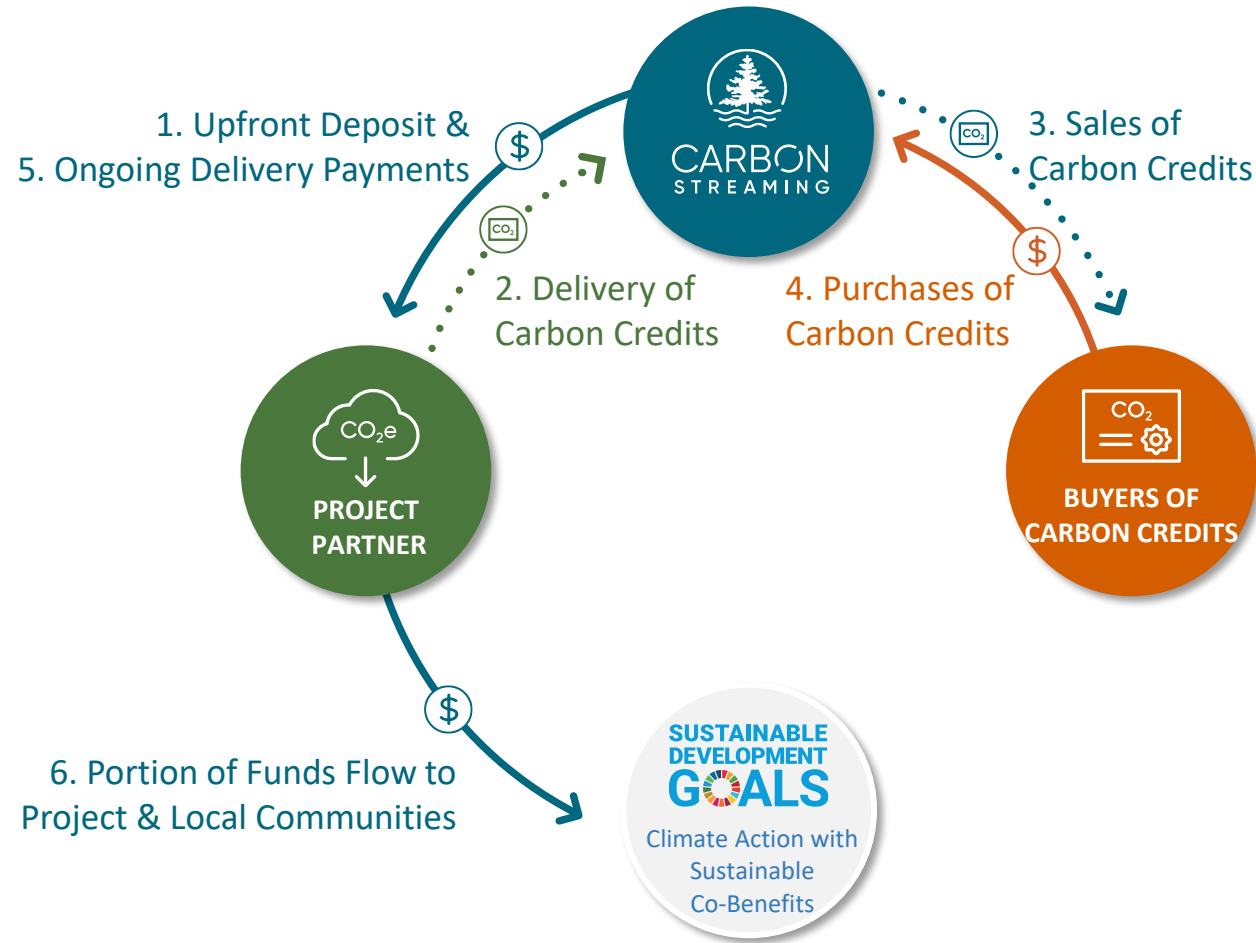 CARBON
STREAMING
1. Upfront Deposit &
5. Ongoing Delivery Payments
$
CO₂
2. Delivery of
Carbon Credits
CO₂
3. Sales of
Carbon Credits
$
4. Purchases of
Carbon Credits
CO₂e
PROJECT
PARTNER
CO₂
BUYERS OF
CARBON CREDITS
$
6. Portion of Funds Flow to
Project & Local Communities
SUSTAINABLE
DEVELOPMENT
GOALS
Climate Action with
Sustainable
Co-Benefits